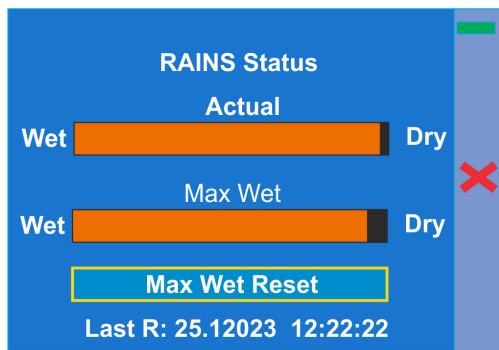 RAINS Status
Actual
Wet Dry
Max Wet
Wet Dry
Max Wet Reset
Last R: 25.12023 12:22:22